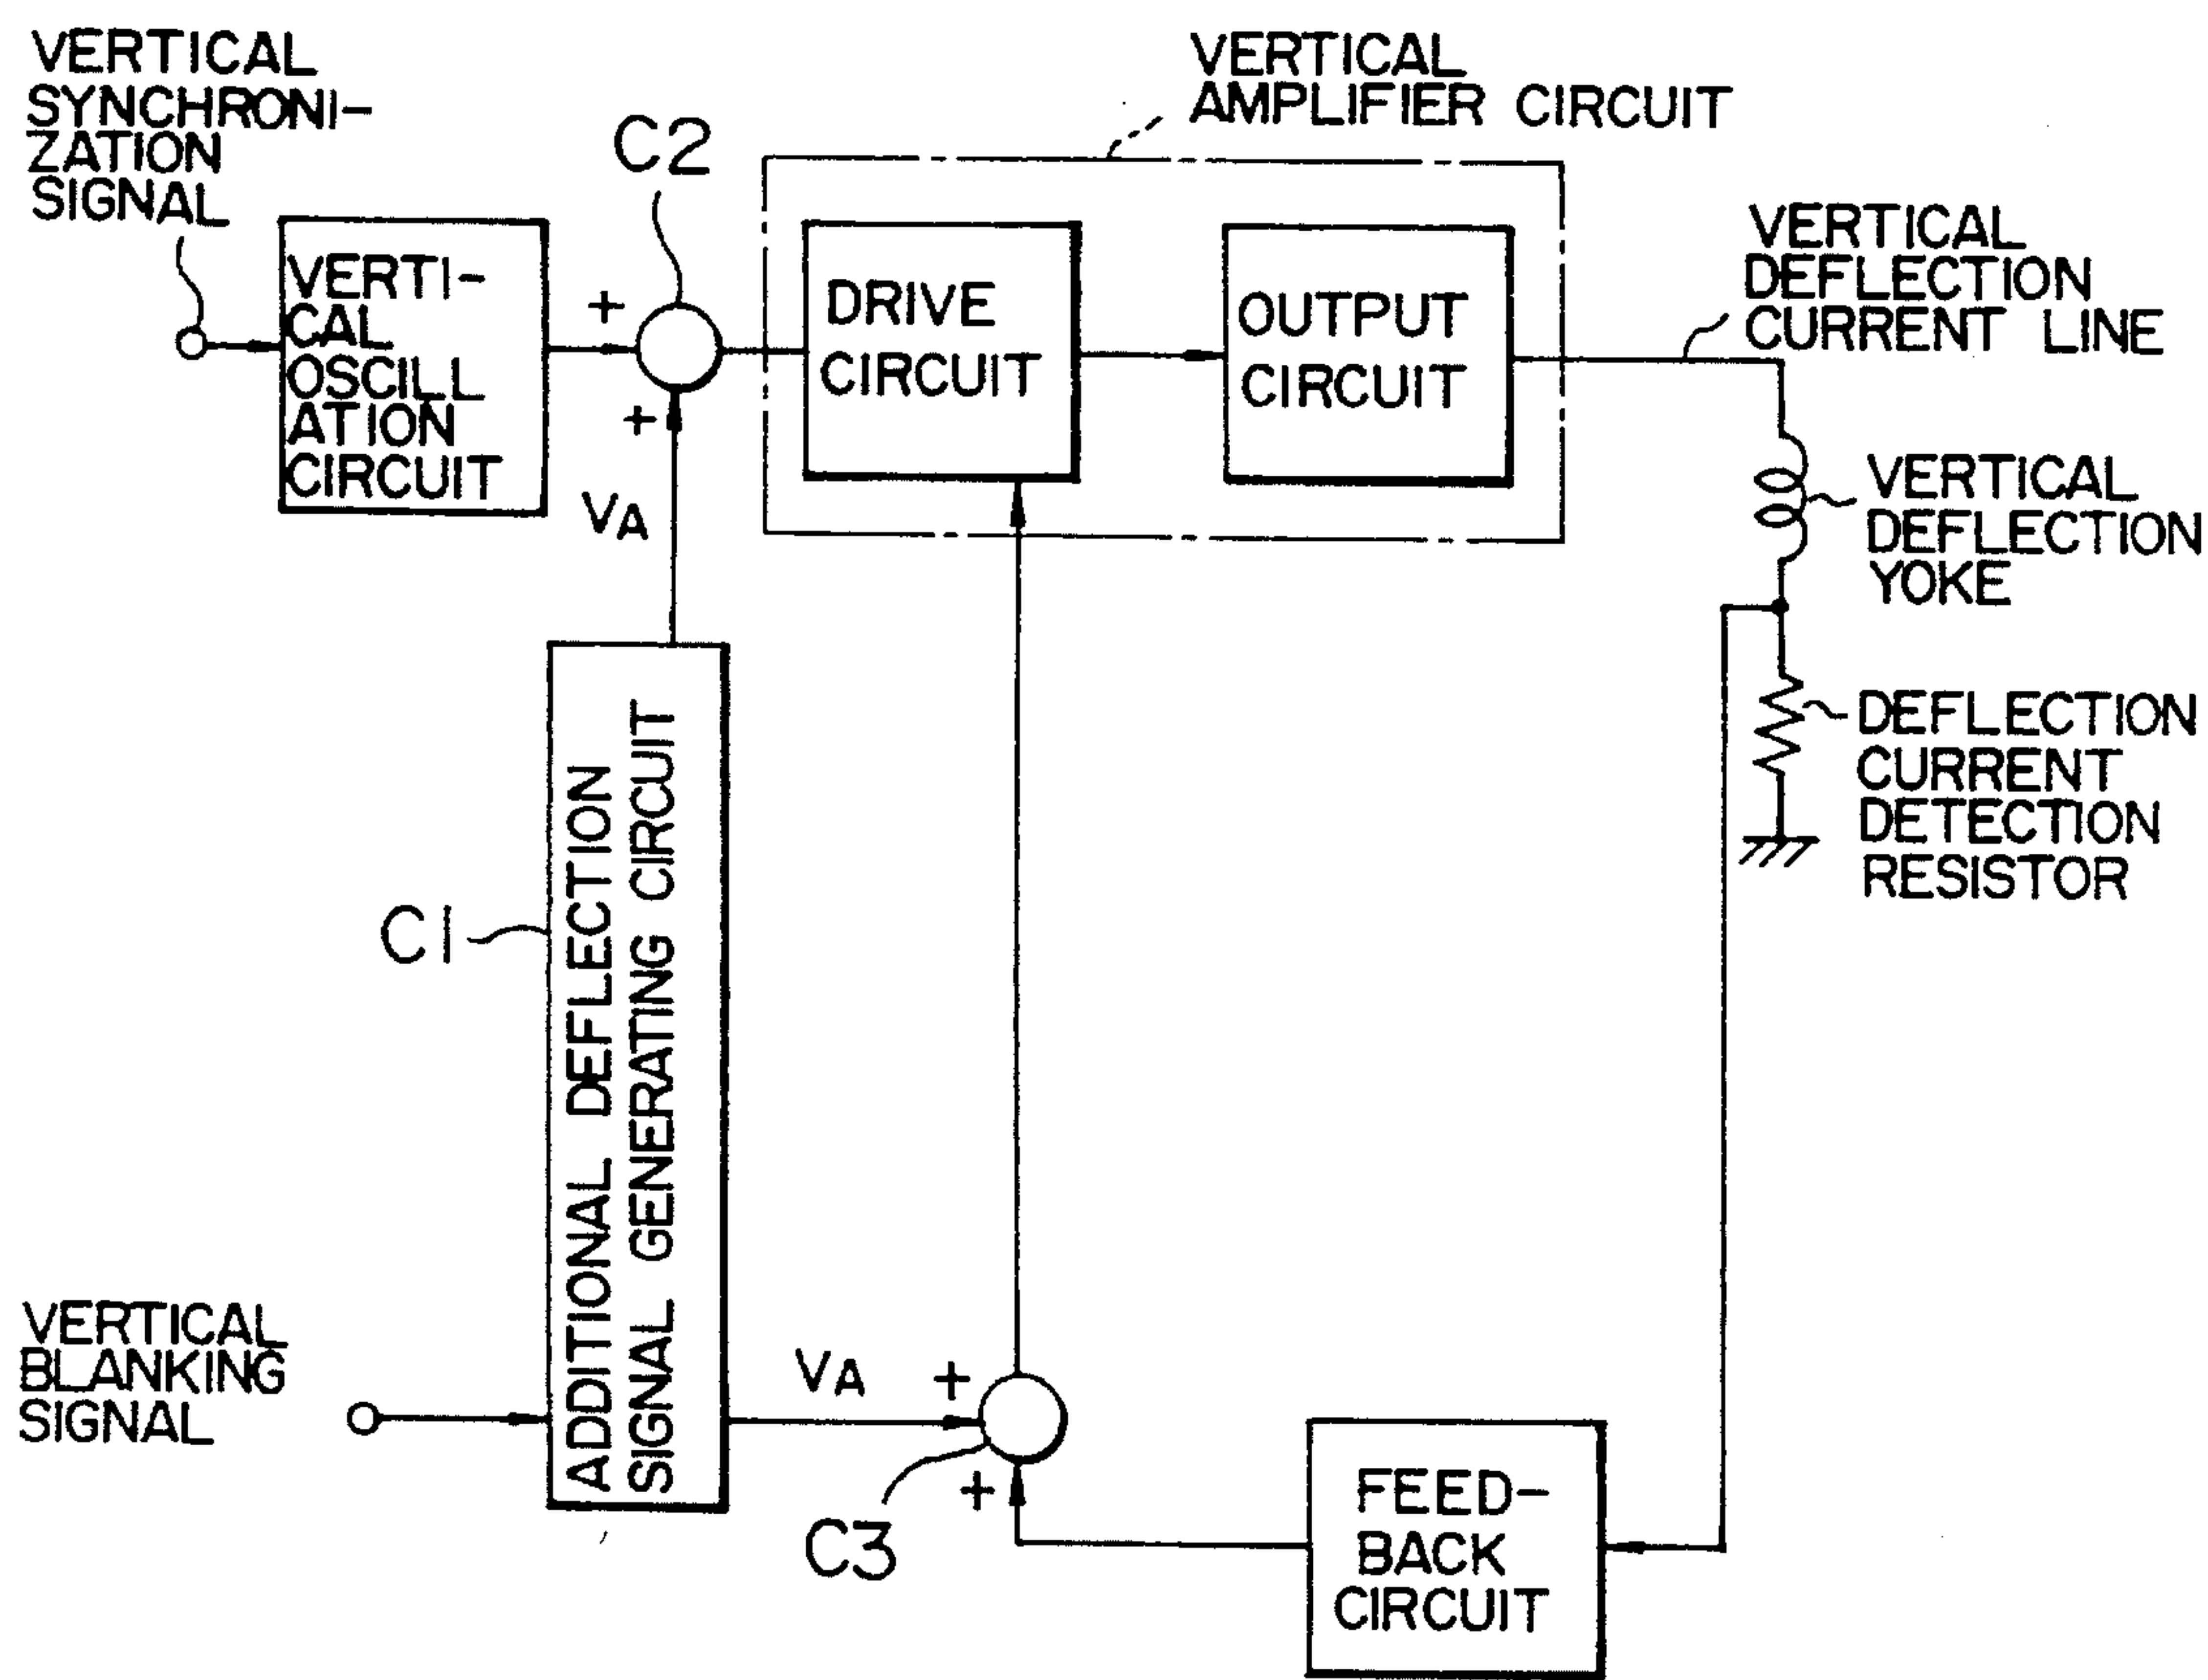 VERTICAL
SYNCHRONI-
ZATION
SIGNAL
C2
VERTICAL
AMPLIFIER CIRCUIT
VERTI-
CAL
OSCILL
ATION
CIRCUIT
+
+
VA
DRIVE
CIRCUIT
OUTPUT
CIRCUIT
VERTICAL
DEFLECTION
CURRENT LINE
VERTICAL
DEFLECTION
YOKE
DEFLECTION
CURRENT
DETECTION
RESISTOR
C1
ADDITIONAL DEFLECTION
SIGNAL GENERATING CIRCUIT
VERTICAL
BLANKING
SIGNAL
VA
+
+
C3
FEED-
BACK
CIRCUIT